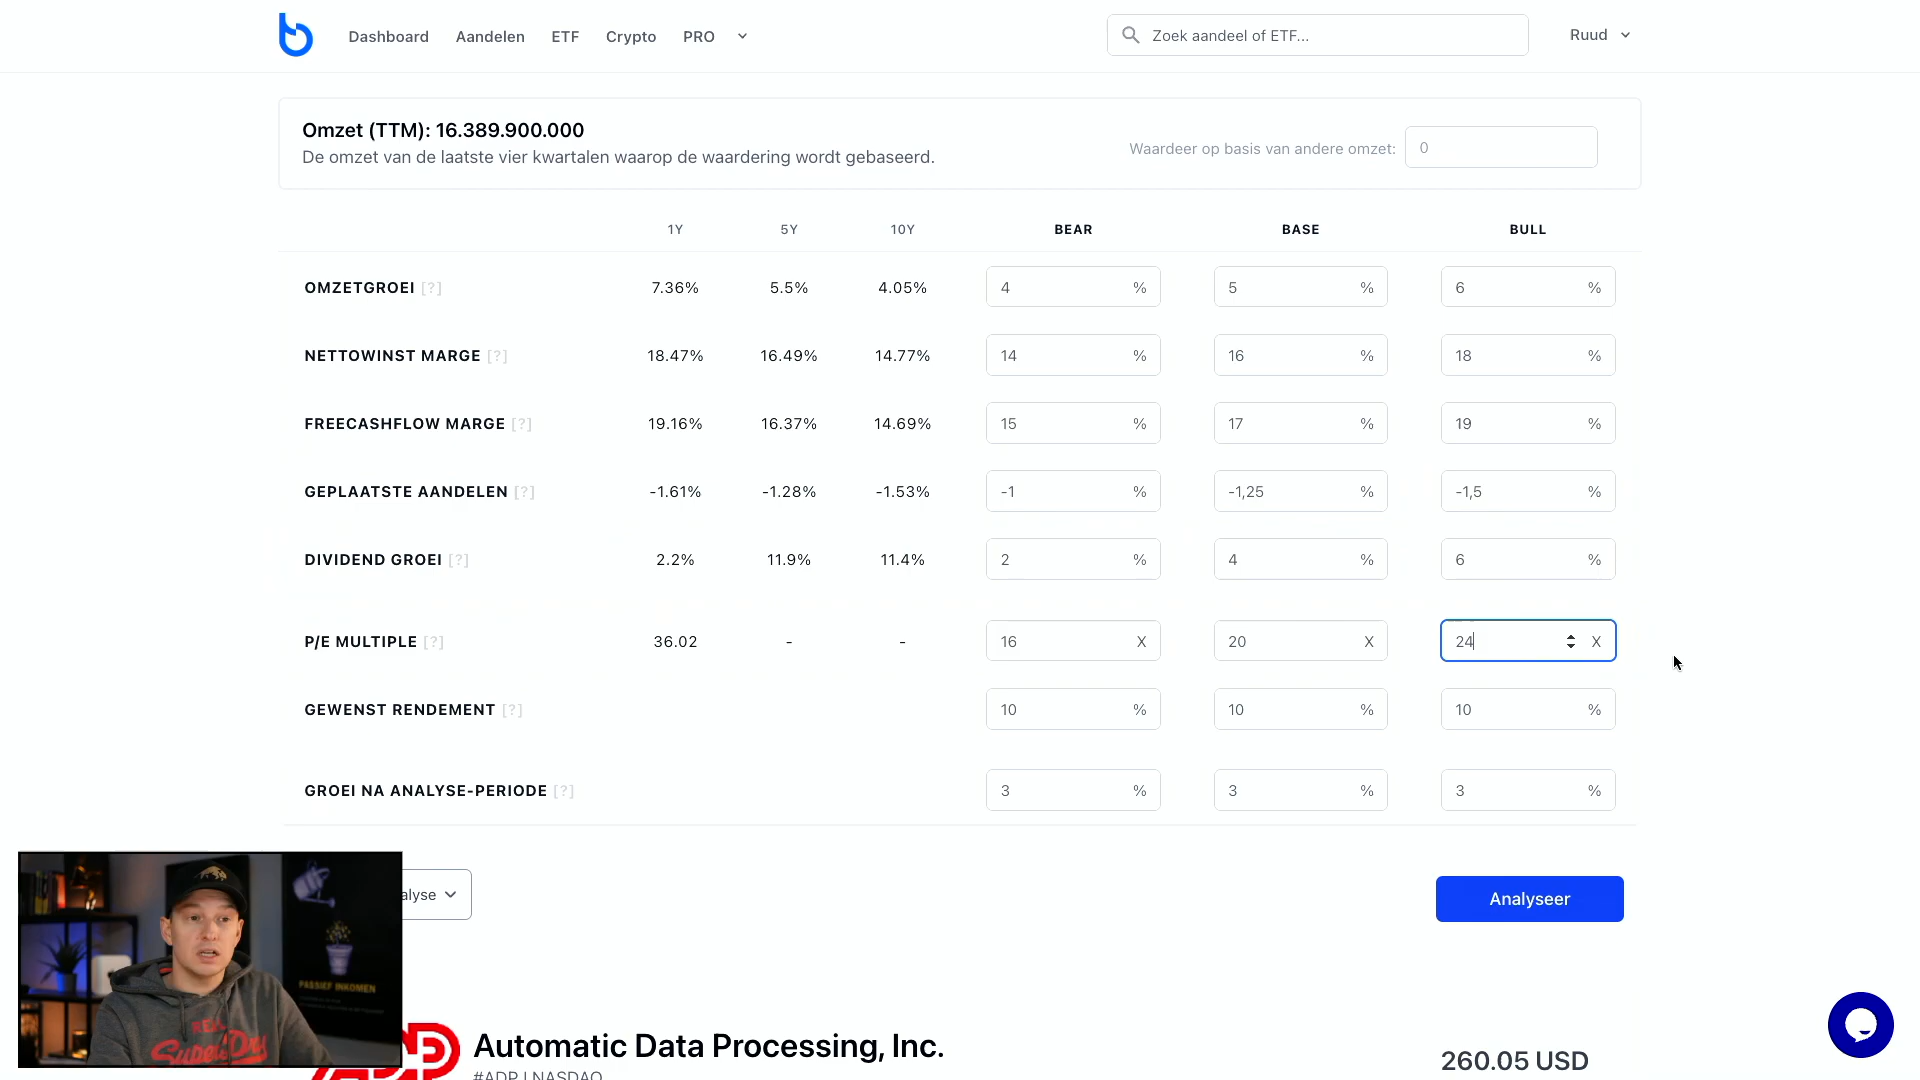 Dashboard Aandelen ETF Crypto PRO
Zoek aandeel of ETF...
Ruud
Omzet (TTM): 16.389.900.000
De omzet van de laatste vier kwartalen waarop de waardering wordt gebaseerd.
Waardeer op basis van andere omzet: 0
1Y 5Y 10Y BEAR BASE BULL
OMZETGROEI [?] 7.36% 5.5% 4.05% 4 % 5 % 6 %
NETTOWINST MARGE [?] 18.47% 16.49% 14.77% 14 % 16 % 18 %
FREECASHFLOW MARGE [?] 19.16% 16.37% 14.69% 15 % 17 % 19 %
GEPLAATSTE AANDELEN [?] -1.61% -1.28% -1.53% -1 % -1,25 % -1,5 %
DIVIDEND GROEI [?] 2.2% 11.9% 11.4% 2 % 4 % 6 %
P/E MULTIPLE [?] 36.02 - - 16 X 20 X 24 X
GEWENST RENDEMENT [?] 10 % 10 % 10 %
GROEI NA ANALYSE-PERIODE [?] 3 % 3 % 3 %
alyse
Analyseer
PASSIEF INKOMEN
Automatic Data Processing, Inc.
#ADP | NASDAQ
260.05 USD